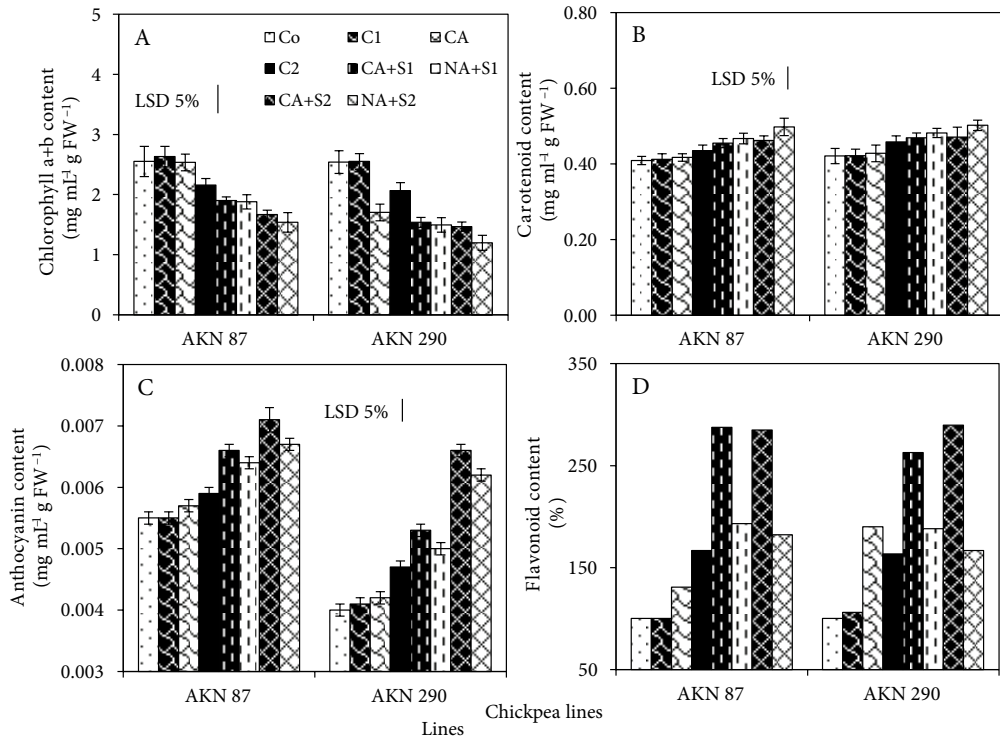 A
Co
C1
CA
C2
CA+S1
NA+S1
CA+S2
NA+S2
LSD 5%
5
4
3
2
1
0
Chlorophyll a+b content
(mg mL⁻¹ g FW⁻¹)
AKN 87
AKN 290
B
LSD 5%
0.80
0.60
0.40
0.20
0.00
Carotenoid content
(mg ml⁻¹ g FW⁻¹)
AKN 87
AKN 290
C
LSD 5%
0.008
0.007
0.006
0.005
0.004
0.003
Anthocyanin content
(mg mL⁻¹ g FW⁻¹)
AKN 87
AKN 290
Lines
D
350
250
150
50
Flavonoid content
(%)
AKN 87
AKN 290
Chickpea lines